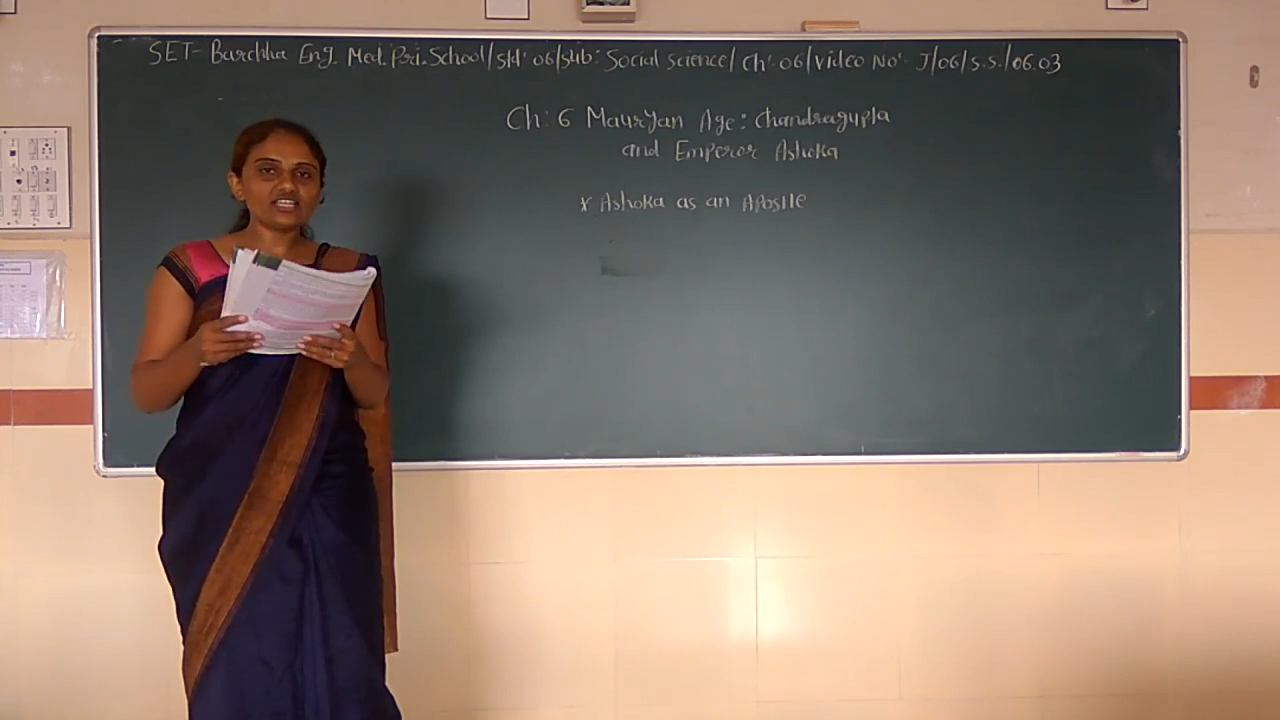 SET- Barchha Eng. Med. Pri. School/Std: 06/Sub: Social science/ Ch: 06/Video No:- J/06/S.S./06.03
Ch: 6 Mauryan Age: Chandragupta
and Emperor Ashoka
* Ashoka as an Apostle